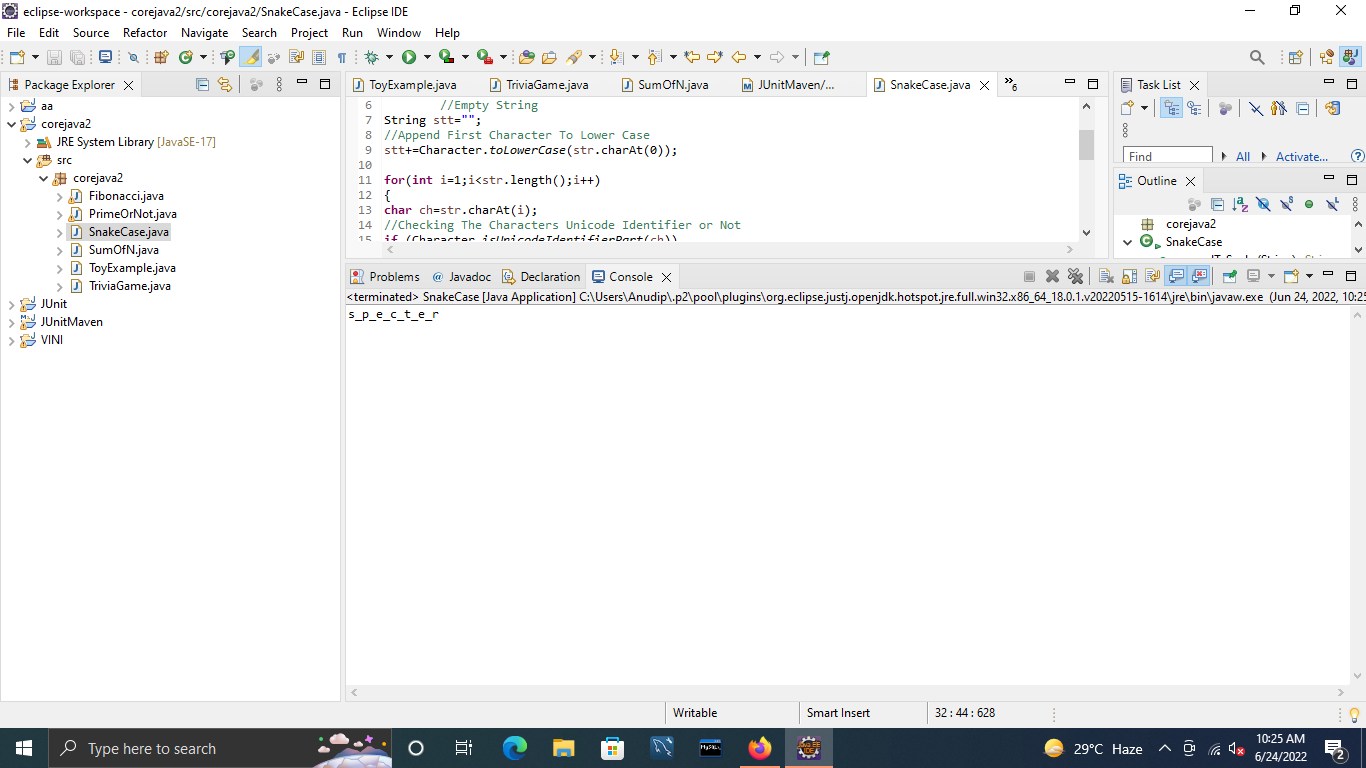 eclipse-workspace - corejava2/src/corejava2/SnakeCase.java - Eclipse IDE
File Edit Source Refactor Navigate Search Project Run Window Help
Package Explorer
aa
corejava2
JRE System Library [JavaSE-17]
src
corejava2
Fibonacci.java
PrimeOrNot.java
SnakeCase.java
SumOfN.java
ToyExample.java
TriviaGame.java
JUnit
JUnitMaven
VINI
ToyExample.java TriviaGame.java SumOfN.java JUnitMaven/... SnakeCase.java »6
6 //Empty String
7 String stt="";
8 //Append First Character To Lower Case
9 stt+=Character.toLowerCase(str.charAt(0));
10
11 for(int i=1;i<str.length();i++)
12 {
13 char ch=str.charAt(i);
14 //Checking The Characters Unicode Identifier or Not
15 if (Character.isUnicodeIdentifierPart(ch))
Task List
Find All Activate...
Outline
corejava2
SnakeCase
Problems @ Javadoc Declaration Console
<terminated> SnakeCase [Java Application] C:\Users\Anudip\.p2\pool\plugins\org.eclipse.justj.openjdk.hotspot.jre.full.win32.x86_64_18.0.1.v20220515-1614\jre\bin\javaw.exe (Jun 24, 2022, 10:25
s_p_e_c_t_e_r
Writable Smart Insert 32 : 44 : 628
Type here to search
29°C Haze
10:25 AM
6/24/2022
2